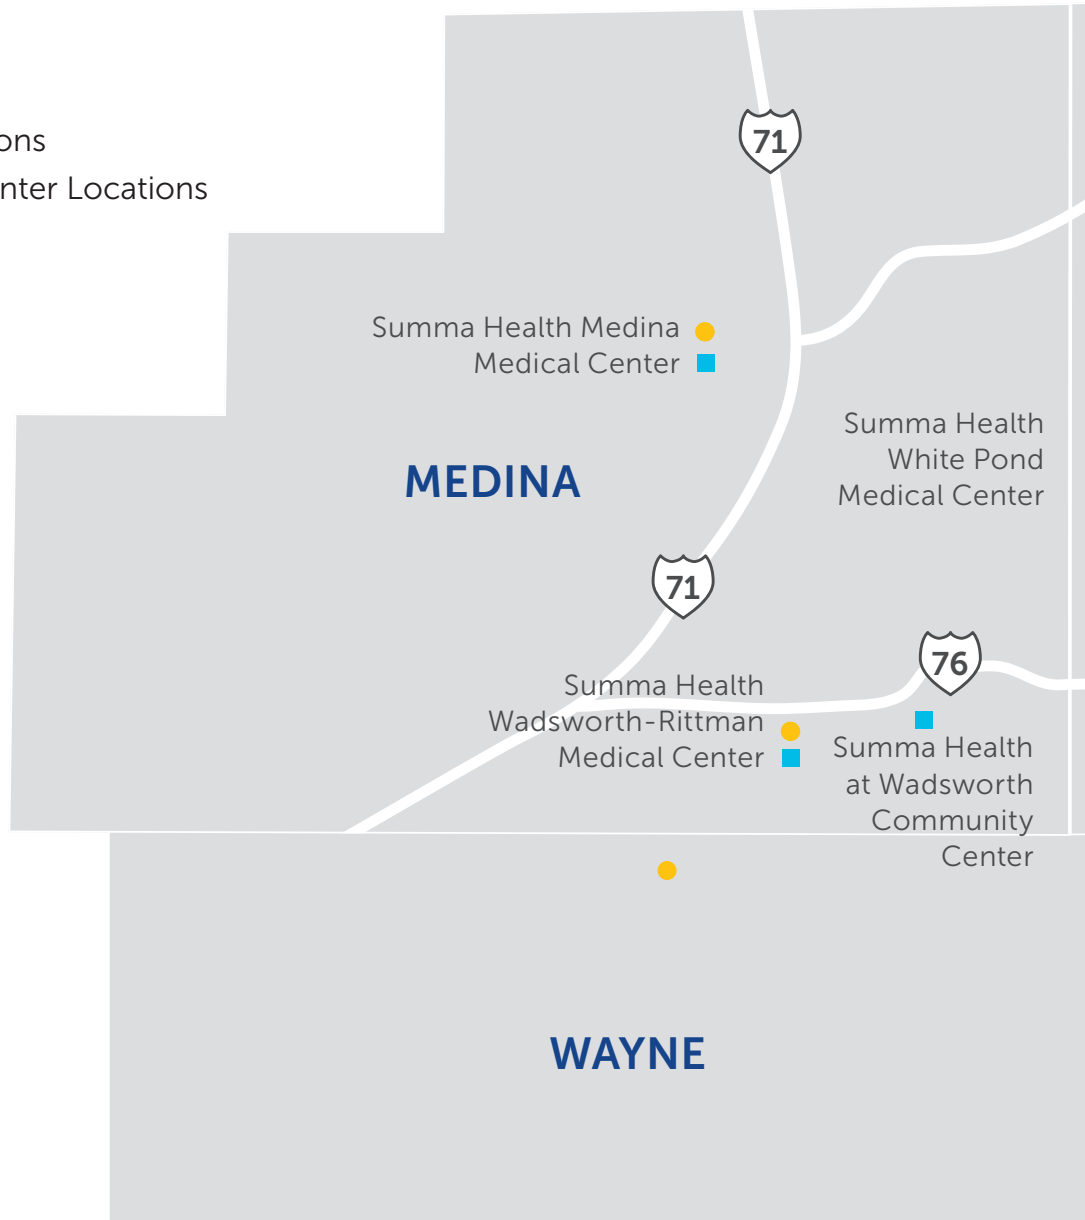 ons
nter Locations
71
Summa Health Medina
Medical Center
Summa Health
White Pond
Medical Center
MEDINA
71
76
Summa Health
Wadsworth-Rittman
Medical Center
Summa Health
at Wadsworth
Community
Center
WAYNE